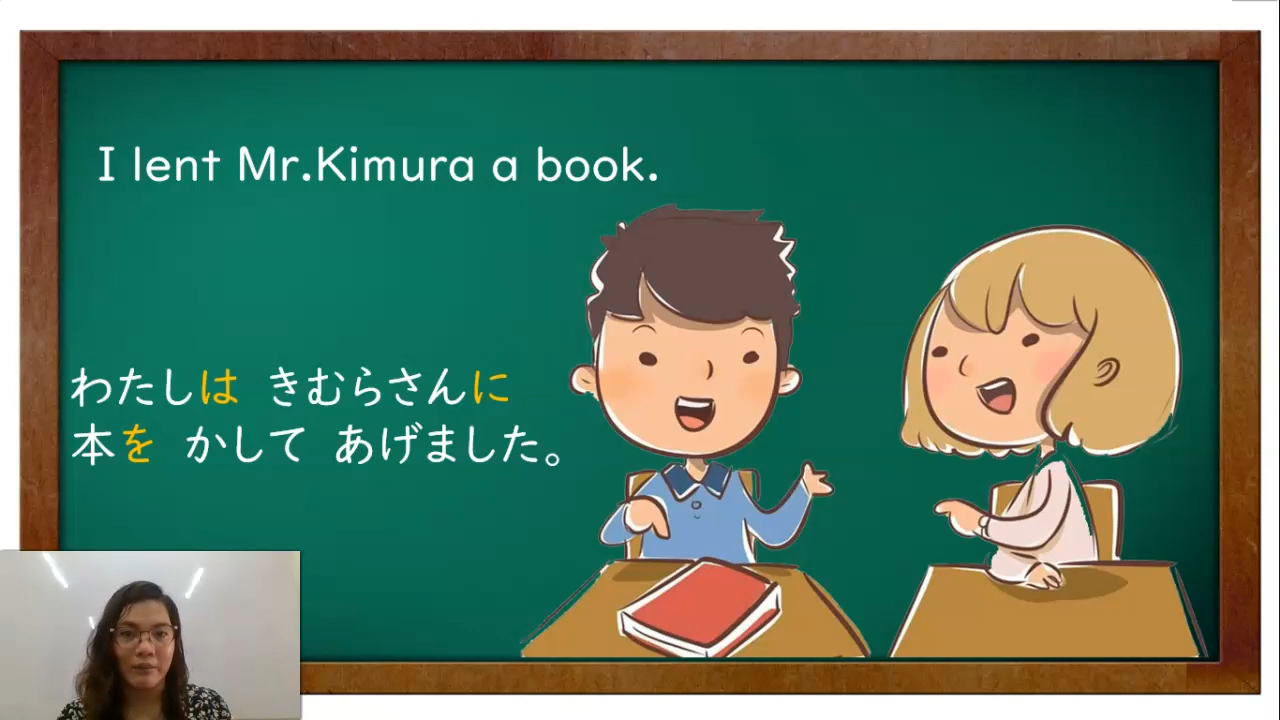 I lent Mr.Kimura a book.
わたしは きむらさんに
本を かして あげました。